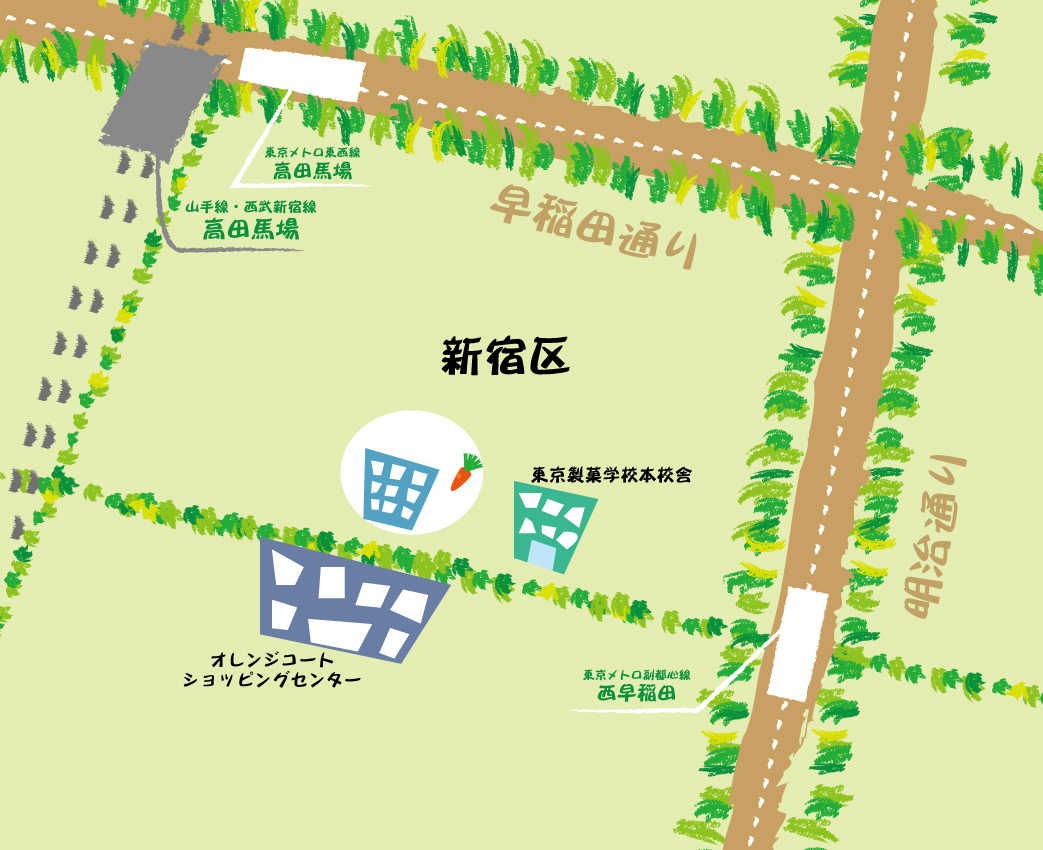 東京メトロ東西線
高田馬場
山手線・西武新宿線
高田馬場
早稲田通り
新宿区
東京製菓学校本校舎
明治通り
オレンジコート
ショッピングセンター
東京メトロ副都心線
西早稲田